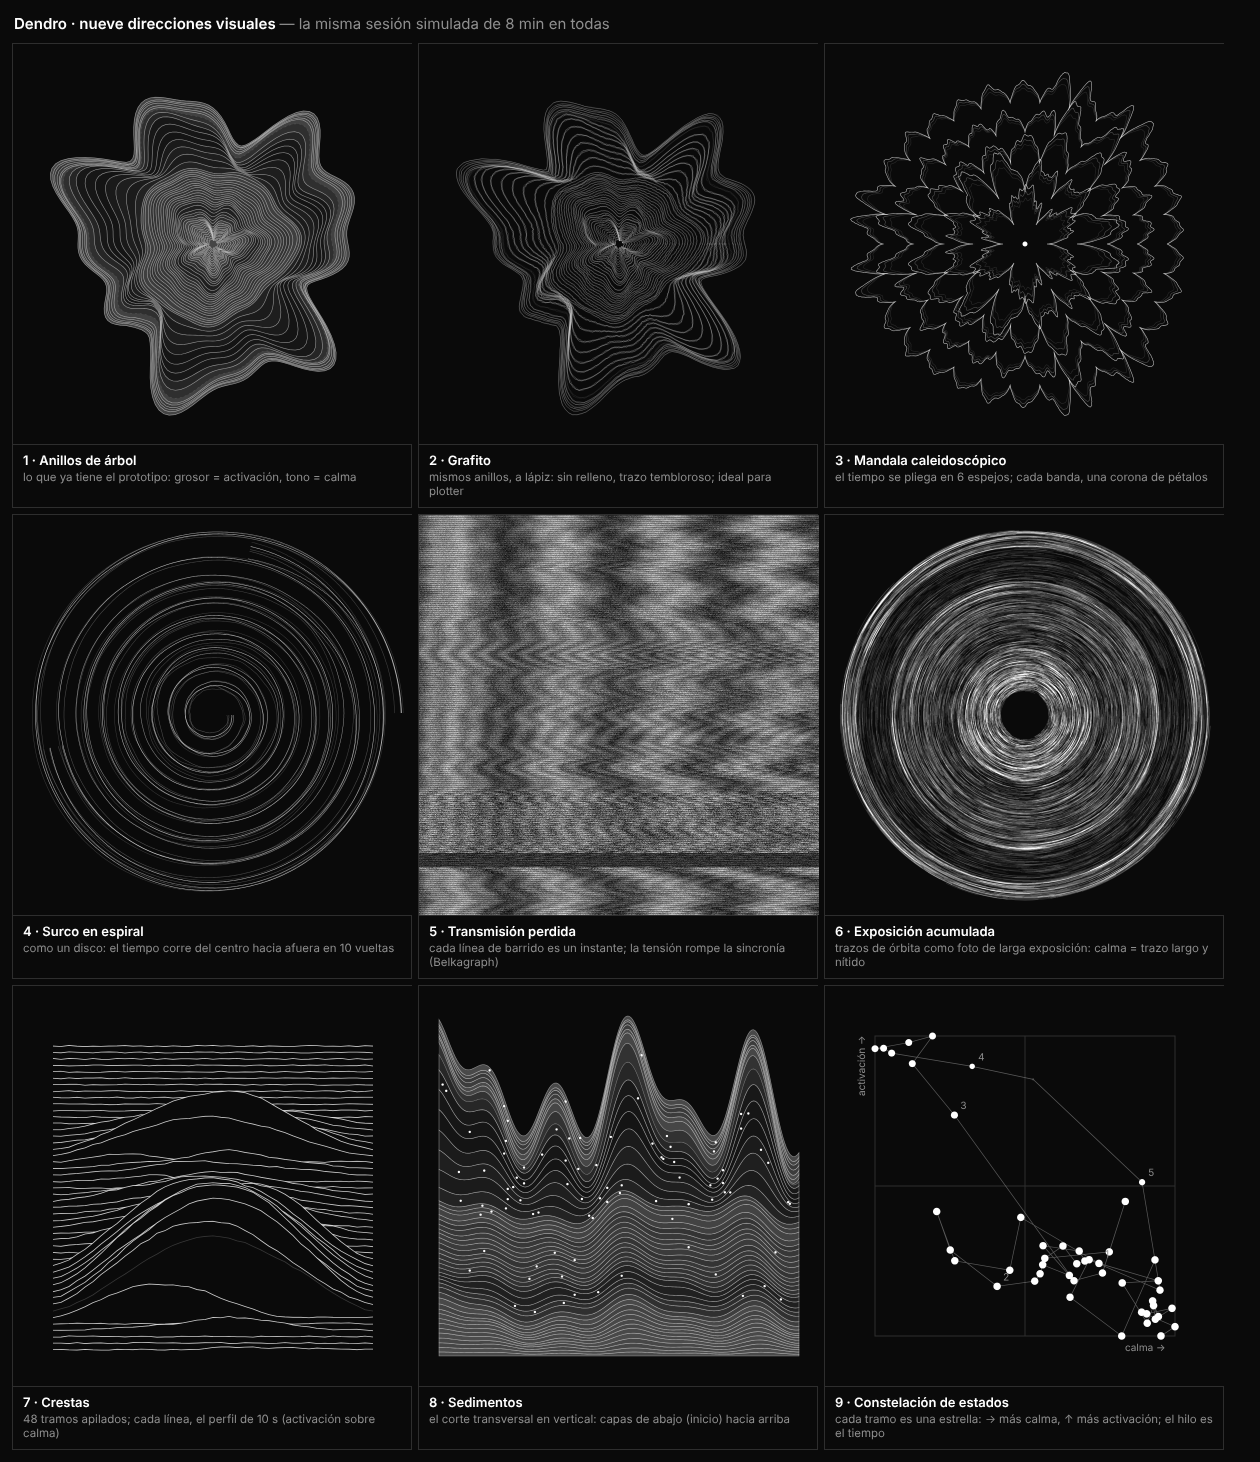 Dendro · nueve direcciones visuales — la misma sesión simulada de 8 min en todas
1 · Anillos de árbol
lo que ya tiene el prototipo: grosor = activación, tono = calma
2 · Grafito
mismos anillos, a lápiz: sin relleno, trazo tembloroso; ideal para
plotter
3 · Mandala caleidoscópico
el tiempo se pliega en 6 espejos; cada banda, una corona de pétalos
4 · Surco en espiral
como un disco: el tiempo corre del centro hacia afuera en 10 vueltas
5 · Transmisión perdida
cada línea de barrido es un instante; la tensión rompe la sincronía
(Belkagraph)
6 · Exposición acumulada
trazos de órbita como foto de larga exposición: calma = trazo largo y
nítido
activación →
4
3
5
2
calma →
7 · Crestas
48 tramos apilados; cada línea, el perfil de 10 s (activación sobre
calma)
8 · Sedimentos
el corte transversal en vertical: capas de abajo (inicio) hacia arriba
9 · Constelación de estados
cada tramo es una estrella: → más calma, ↑ más activación; el hilo es
el tiempo